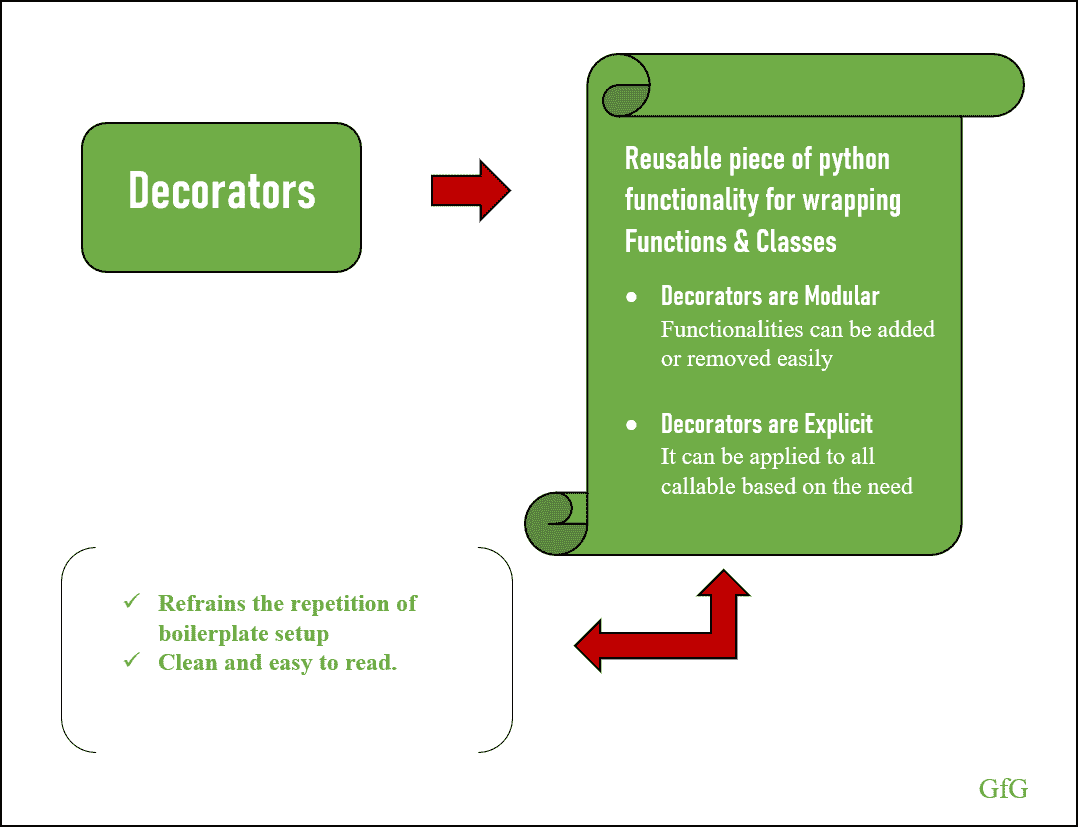 Decorators
Reusable piece of python
functionality for wrapping
Functions & Classes
● Decorators are Modular
Functionalities can be added
or removed easily
● Decorators are Explicit
It can be applied to all
callable based on the need
✓ Refrains the repetition of
boilerplate setup
✓ Clean and easy to read.
GfG